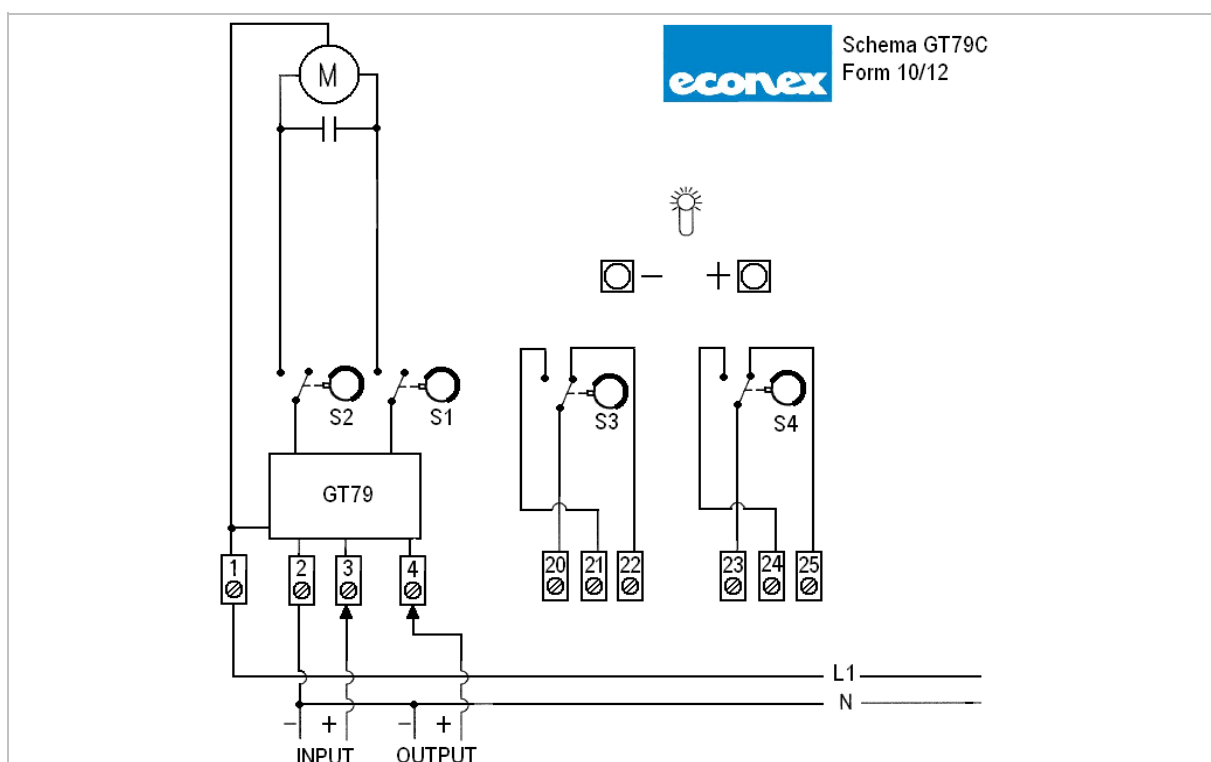 econex
Schema GT79C
Form 10/12
M
- +
S2 S1 S3 S4
GT79
1 2 3 4 20 21 22 23 24 25
L1
N
- + - +
INPUT OUTPUT